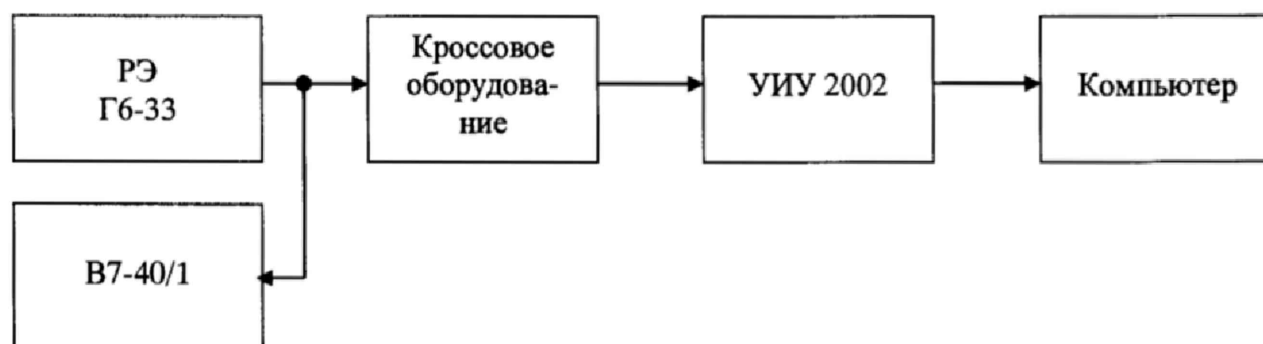 РЭ
Г6-33
Кроссовое
оборудова-
ние
УИУ 2002
Компьютер
В7-40/1